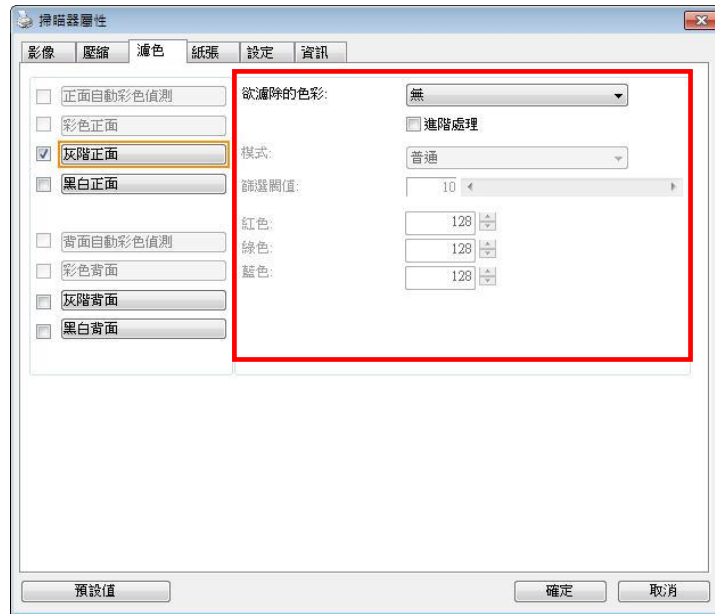 掃瞄器屬性
影像 壓縮 濾色 紙張 設定 資訊
正面自動彩色偵測
彩色正面
灰階正面
黑白正面
背面自動彩色偵測
彩色背面
灰階背面
黑白背面
欲濾除的色彩: 無
進階處理
模式: 普通
篩選閥值: 10
紅色: 128
綠色: 128
藍色: 128
預設值 確定 取消